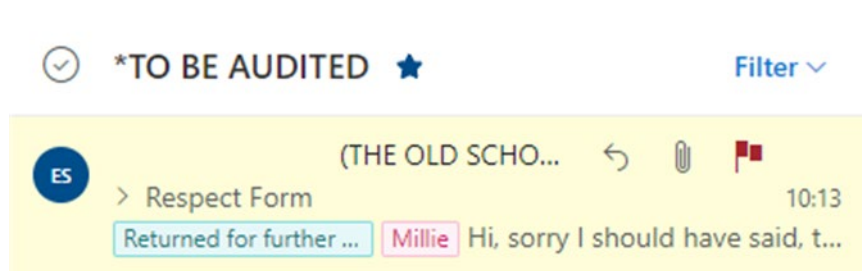 *TO BE AUDITED Filter
ES (THE OLD SCHO...
> Respect Form 10:13
Returned for further ... Millie Hi, sorry I should have said, t...